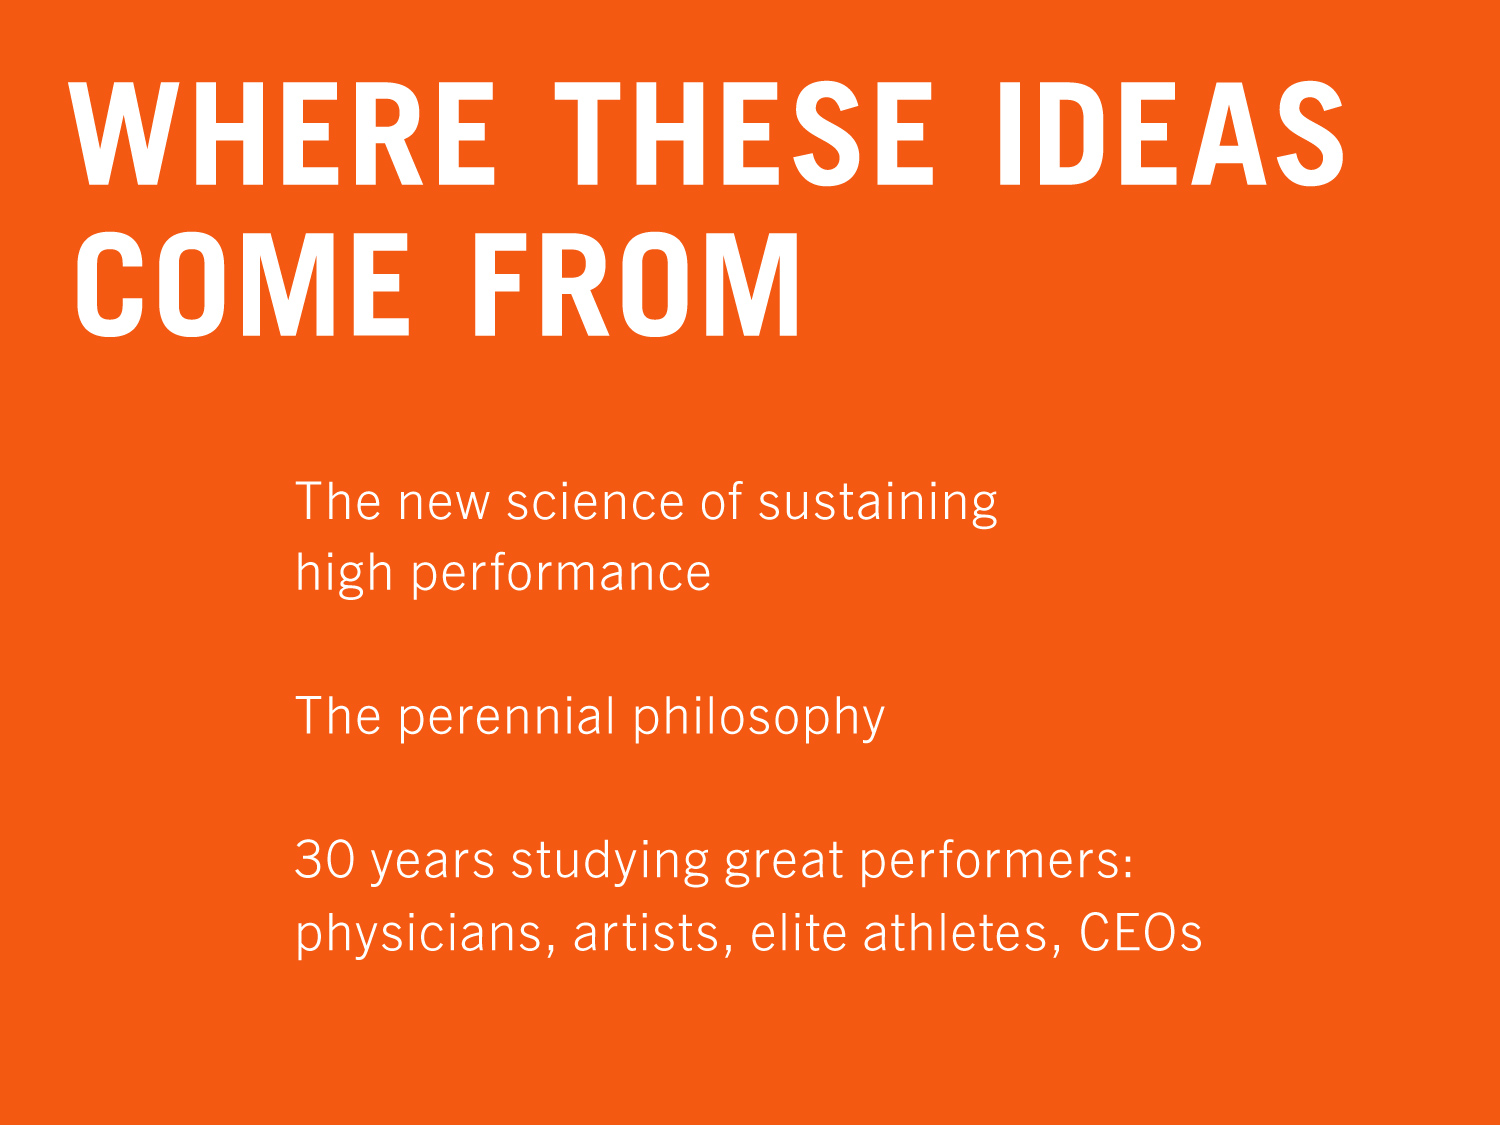 WHERE THESE IDEAS
COME FROM
The new science of sustaining
high performance
The perennial philosophy
30 years studying great performers:
physicians, artists, elite athletes, CEOs